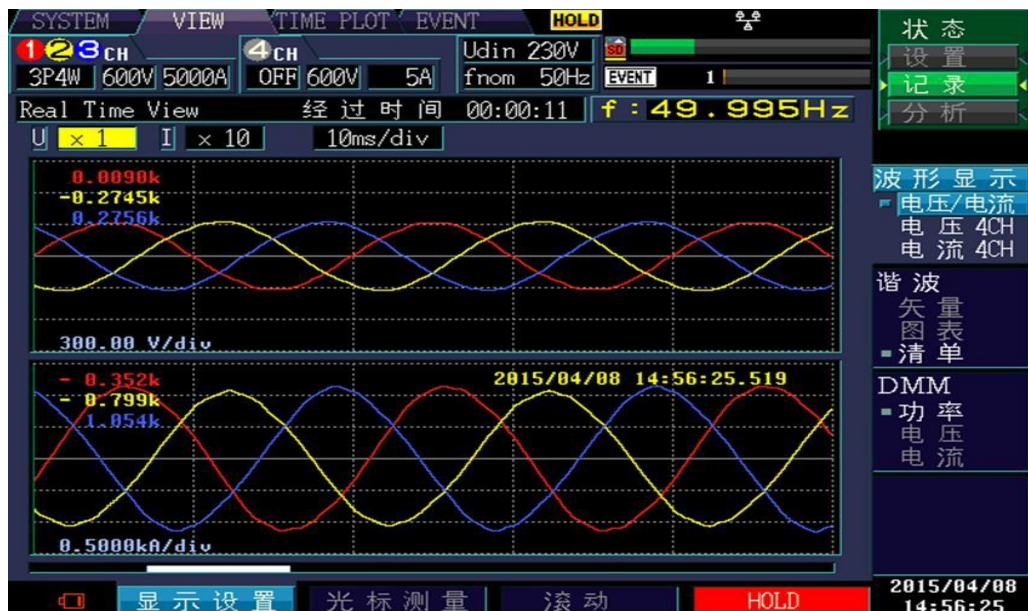 SYSTEM VIEW TIME PLOT EVENT HOLD
1 2 3 CH 4 CH Udin 230V SD
3P4W 600V 5000A OFF 600V 5A fnom 50Hz EVENT 1
Real Time View 经过时间 00:00:11 f:49.995Hz
U × 1 I × 10 10ms/div
0.0090k
-0.2745k
0.2756k
300.00 V/div
- 0.352k
- 0.799k
1.054k
2015/04/08 14:56:25.519
0.5000kA/div
显示设置 光标测量 滚动 HOLD
状态
设置
记录
分析
波形显示
电压/电流
电压 4CH
电流 4CH
谐波
矢量
图表
清单
DMM
功率
电压
电流
2015/04/08
14:56:25